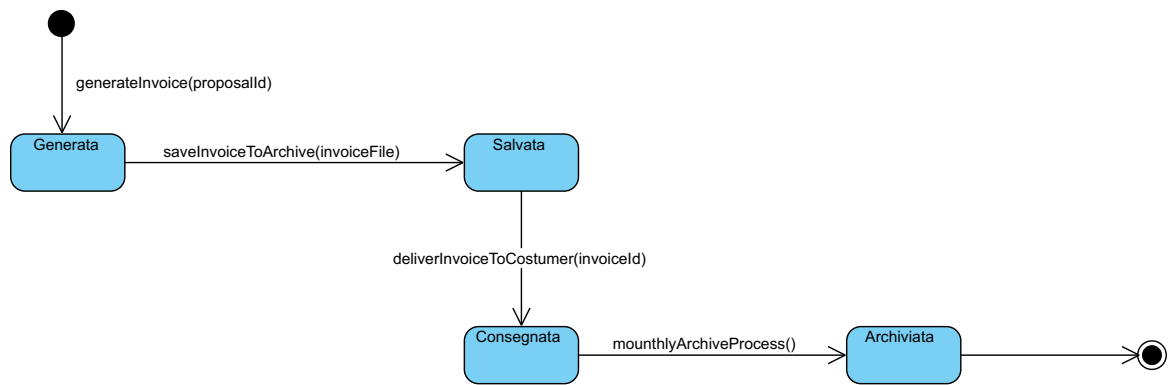 generateInvoice(proposalId)
Generata
saveInvoiceToArchive(invoiceFile)
Salvata
deliverInvoiceToCostumer(invoiceId)
Consegnata
mounthlyArchiveProcess()
Archiviata